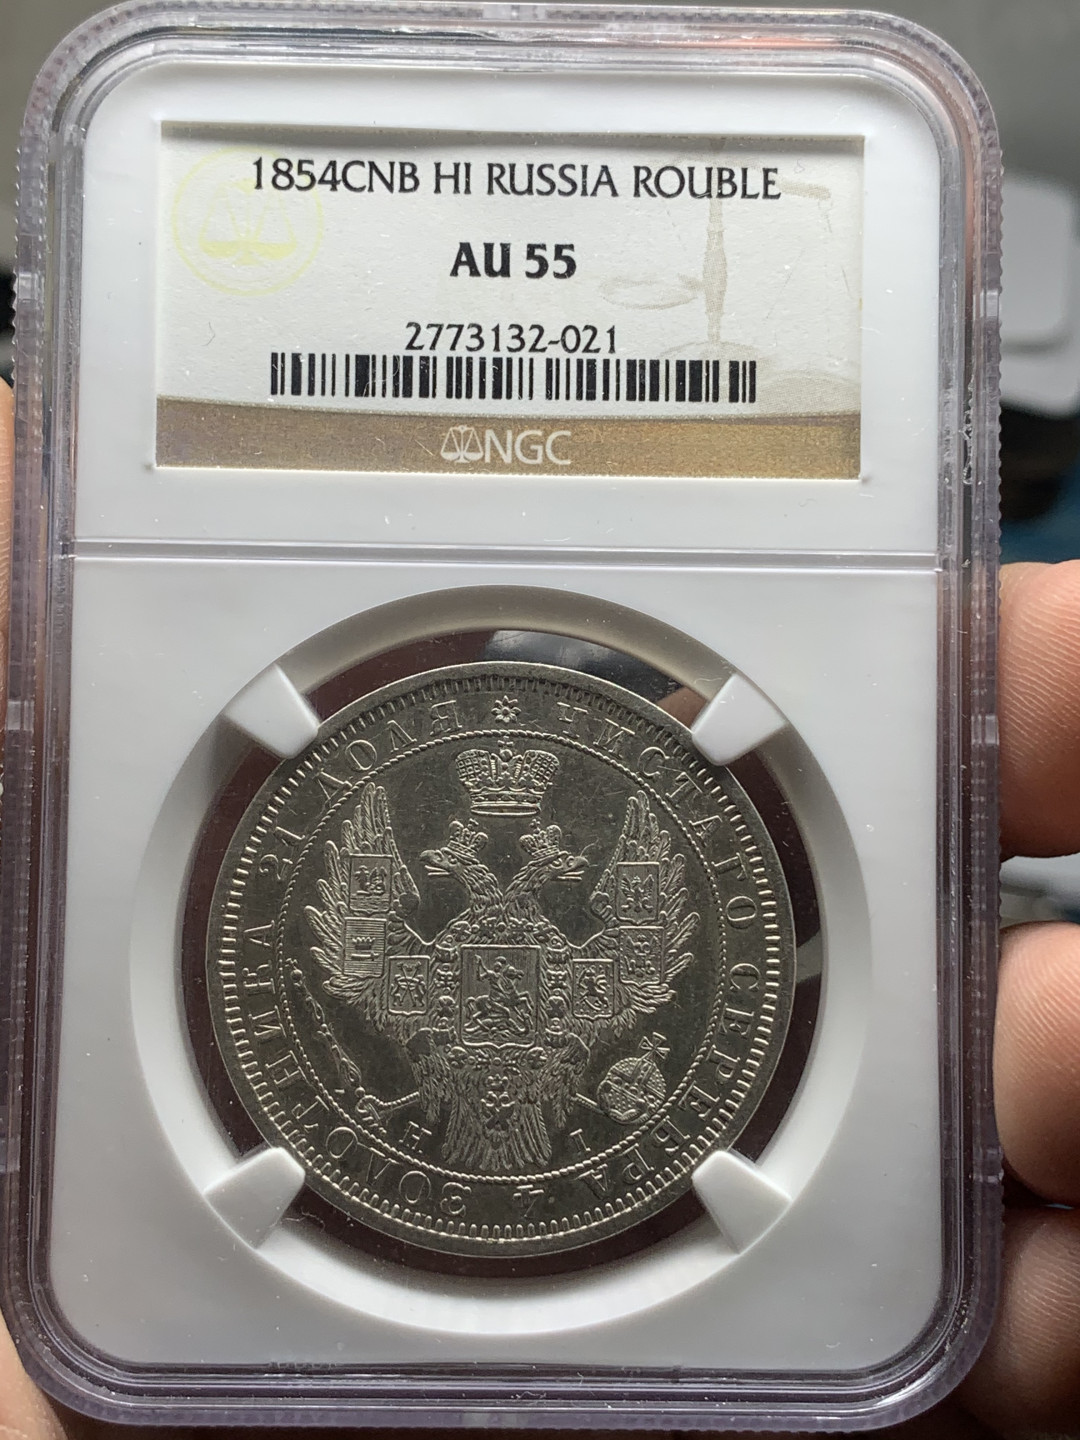 1854CNB HI RUSSIA ROUBLE
AU 55
2773132-021
NGC
ЧИСТАГО СЕРЕБРА 4 ЗОЛОТНИКА 21 ДОЛЯ
H I